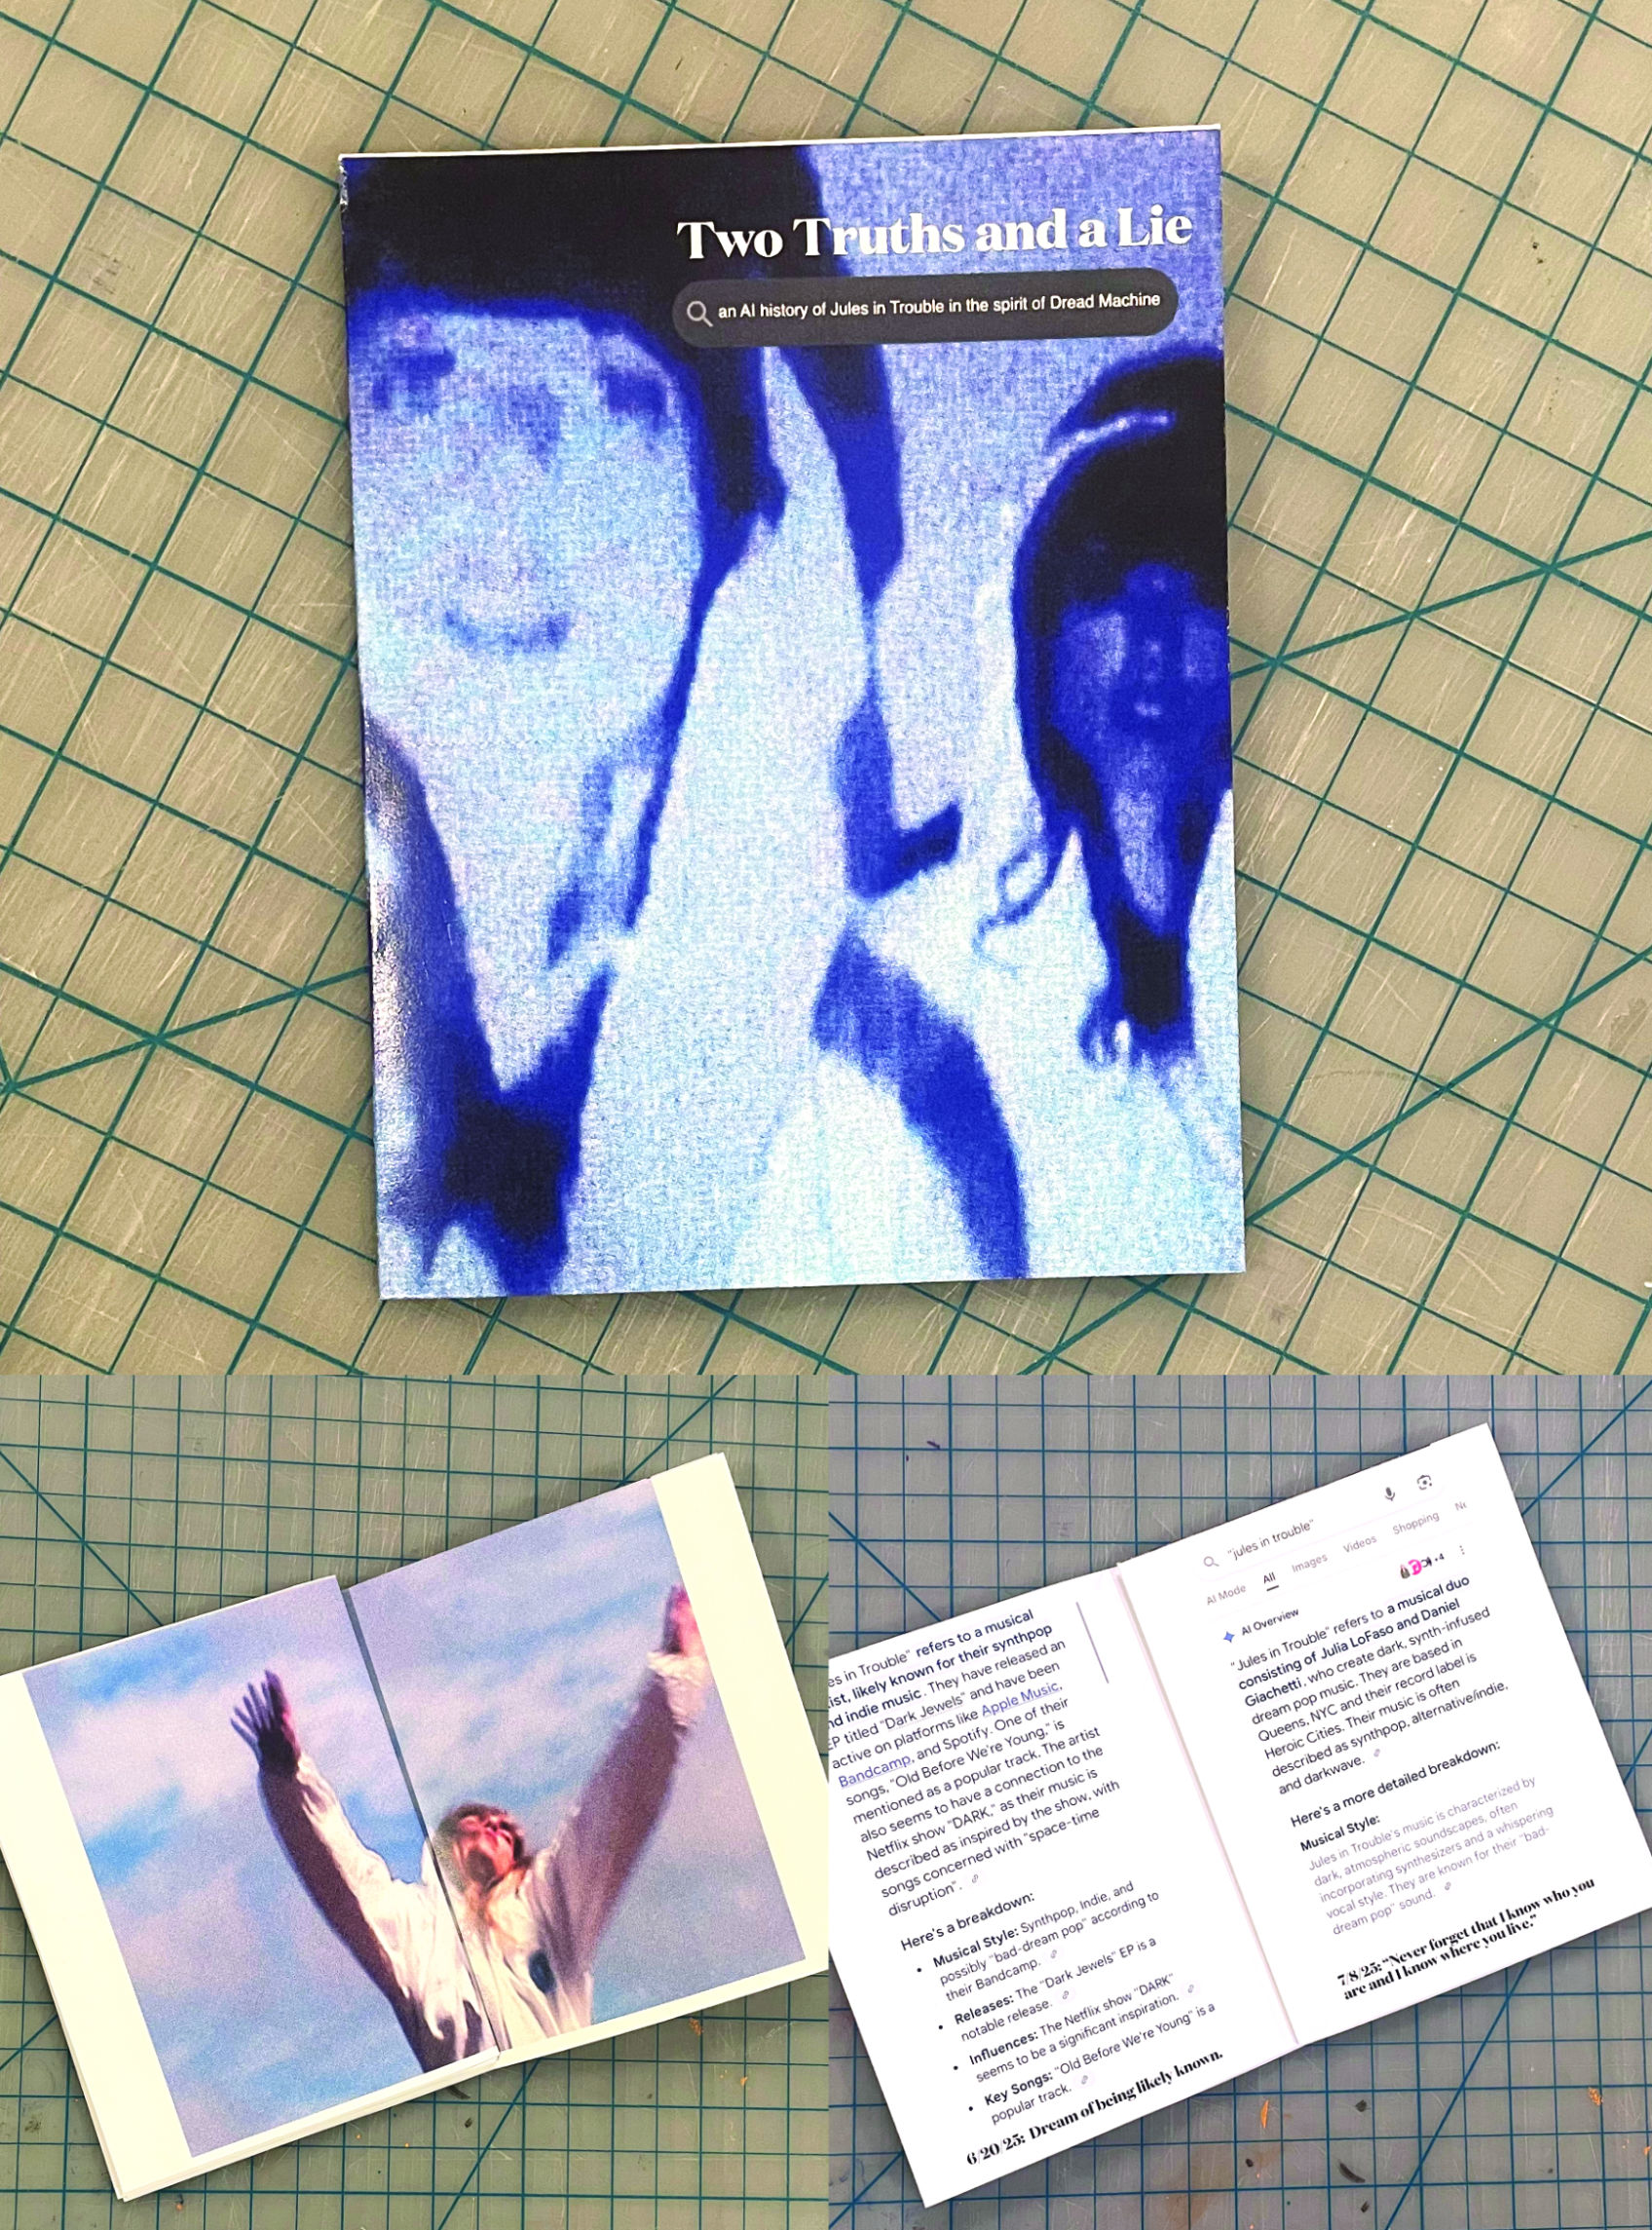 Two Truths and a Lie
an AI history of Jules in Trouble in the spirit of Dread Machine
es in Trouble" refers to a musical
ist, likely known for their synthpop
nd indie music. They have released an
EP titled "Dark Jewels" and have been
active on platforms like Apple Music,
Bandcamp, and Spotify. One of their
songs, "Old Before We're Young," is
mentioned as a popular track. The artist
also seems to have a connection to the
Netflix show "DARK," as their music is
described as inspired by the show, with
songs concerned with "space-time
disruption".
Here's a breakdown:
• Musical Style: Synthpop, Indie, and
possibly "bad-dream pop" according to
their Bandcamp.
• Releases: The "Dark Jewels" EP is a
notable release.
• Influences: The Netflix show "DARK"
seems to be a significant inspiration.
• Key Songs: "Old Before We're Young" is a
popular track.
6/20/25: Dream of being likely known.
"jules in trouble"
AI Mode All Images Videos Shopping Ne
+4
AI Overview
"Jules in Trouble" refers to a musical duo
consisting of Julia LoFaso and Daniel
Giachetti, who create dark, synth-infused
dream pop music. They are based in
Queens, NYC and their record label is
Heroic Cities. Their music is often
described as synthpop, alternative/indie,
and darkwave.
Here's a more detailed breakdown:
Musical Style:
Jules in Trouble's music is characterized by
dark, atmospheric soundscapes, often
incorporating synthesizers and a whispering
vocal style. They are known for their "bad-
dream pop" sound.
7/8/25: "Never forget that I know who you
are and I know where you live."